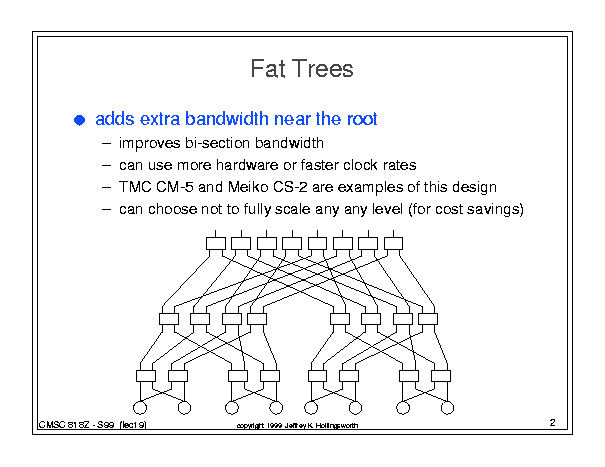 Fat Trees
● adds extra bandwidth near the root
– improves bi-section bandwidth
– can use more hardware or faster clock rates
– TMC CM-5 and Meiko CS-2 are examples of this design
– can choose not to fully scale any any level (for cost savings)
CMSC 818Z - S99 (lect9)
copyright 1999 Jeffrey K. Hollingsworth
2